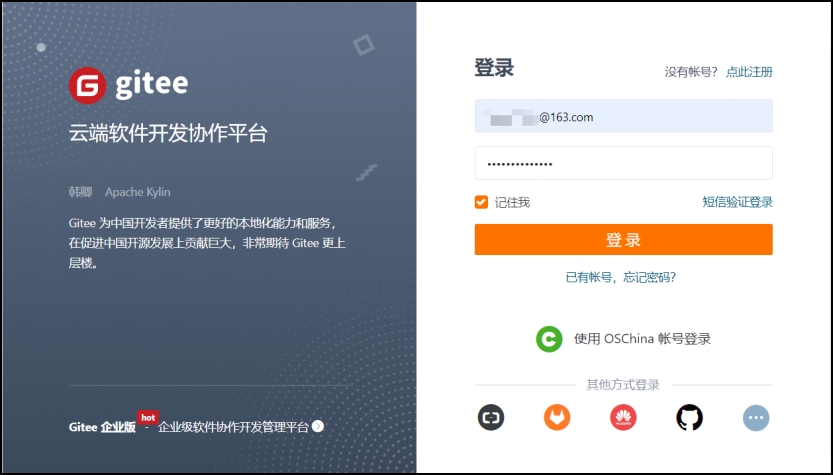 gitee
云端软件开发协作平台
韩卿 Apache Kylin
Gitee 为中国开发者提供了更好的本地化能力和服务，
在促进中国开源发展上贡献巨大，非常期待 Gitee 更上
层楼。
hot
Gitee 企业版 - 企业级软件协作开发管理平台
登录
没有帐号？ 点此注册
@163.com
记住我
短信验证登录
登 录
已有帐号，忘记密码？
使用 OSChina 帐号登录
其他方式登录
HUAWEI